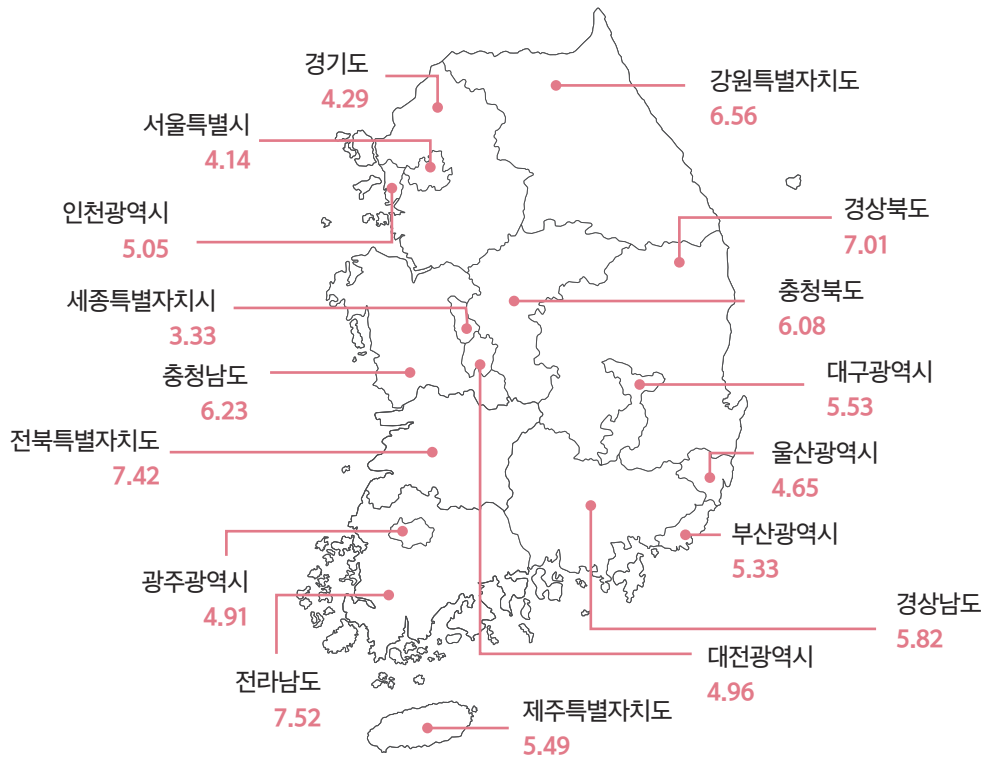 경기도
4.29
강원특별자치도
6.56
서울특별시
4.14
인천광역시
5.05
경상북도
7.01
세종특별자치시
3.33
충청북도
6.08
충청남도
6.23
대구광역시
5.53
전북특별자치도
7.42
울산광역시
4.65
부산광역시
5.33
광주광역시
4.91
경상남도
5.82
대전광역시
4.96
전라남도
7.52
제주특별자치도
5.49